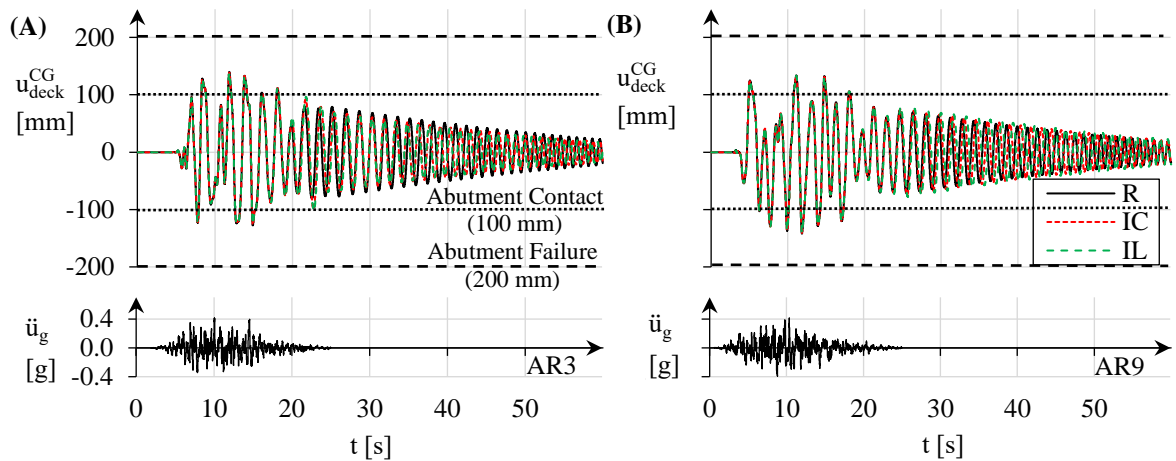 (A)
200
u_deck^CG
100
[mm]
0
-100
-200
Abutment Contact
(100 mm)
Abutment Failure
(200 mm)
0.4
ü_g
0.0
[g]
-0.4
AR3
0 10 20 30 40 50
t [s]
(B)
u_deck^CG
[mm]
R
IC
IL
ü_g
[g]
AR9
0 10 20 30 40 50
t [s]